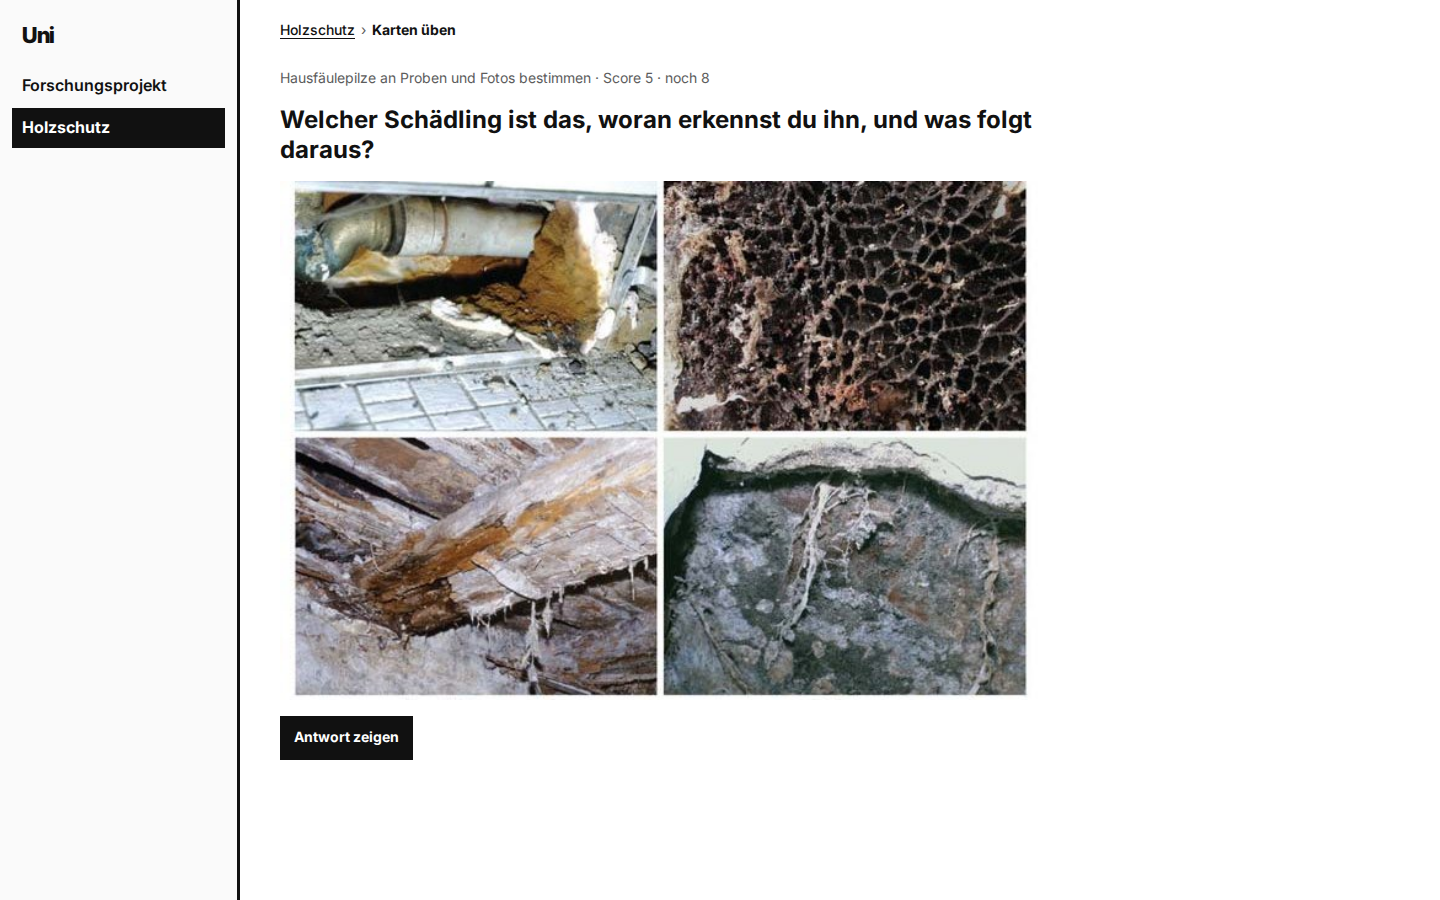 Uni
Forschungsprojekt
Holzschutz
Holzschutz › Karten üben
Hausfäulepilze an Proben und Fotos bestimmen · Score 5 · noch 8
Welcher Schädling ist das, woran erkennst du ihn, und was folgt
daraus?
Antwort zeigen